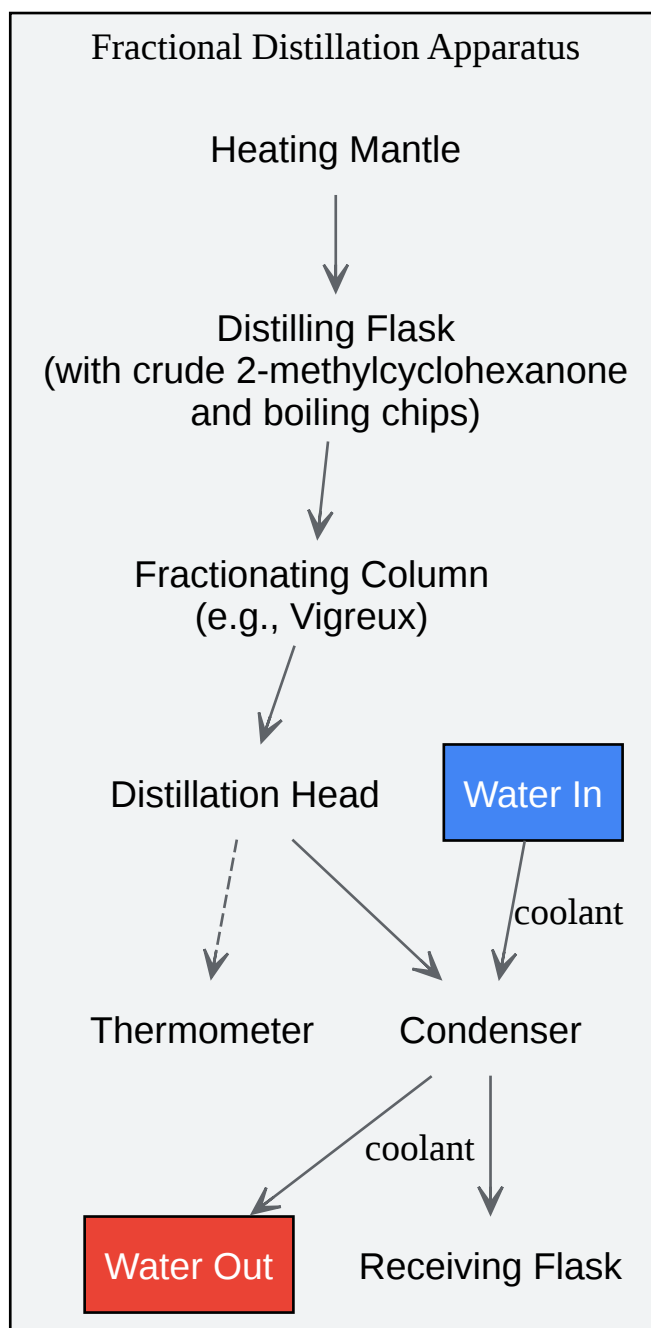 Fractional Distillation Apparatus
Heating Mantle
Distilling Flask
(with crude 2-methylcyclohexanone
and boiling chips)
Fractionating Column
(e.g., Vigreux)
Distillation Head
Water In
coolant
Thermometer
Condenser
coolant
Water Out
Receiving Flask